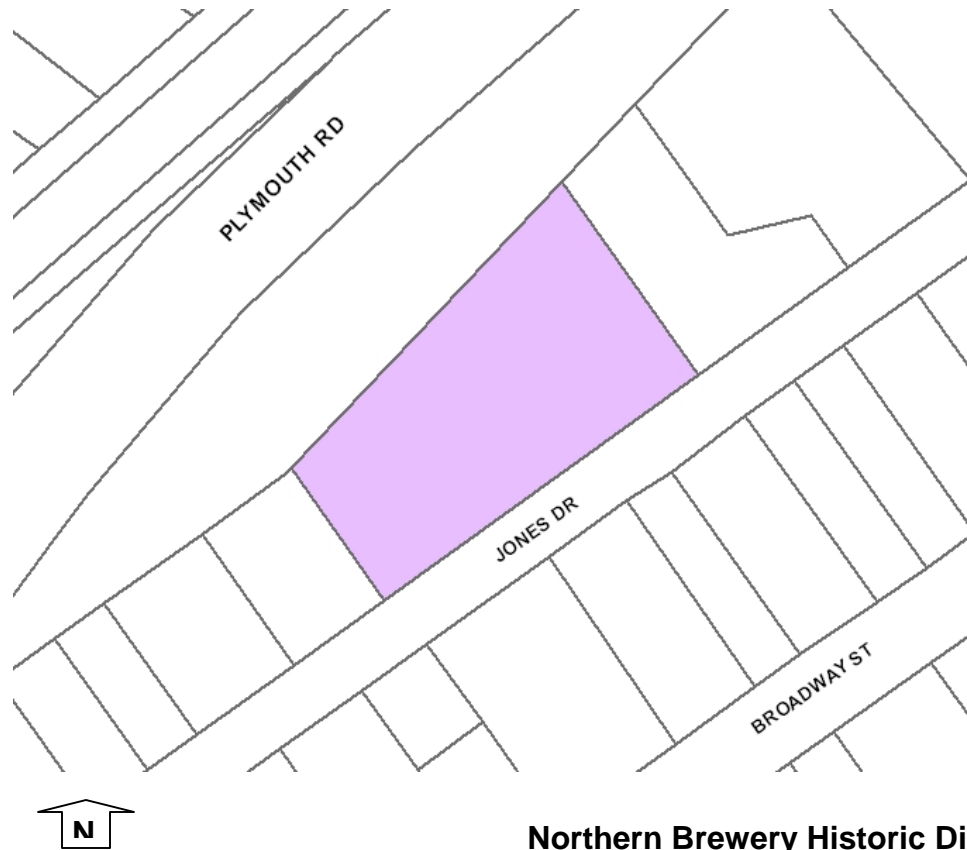 PLYMOUTH RD
JONES DR
BROADWAY ST
N
Northern Brewery Historic Di